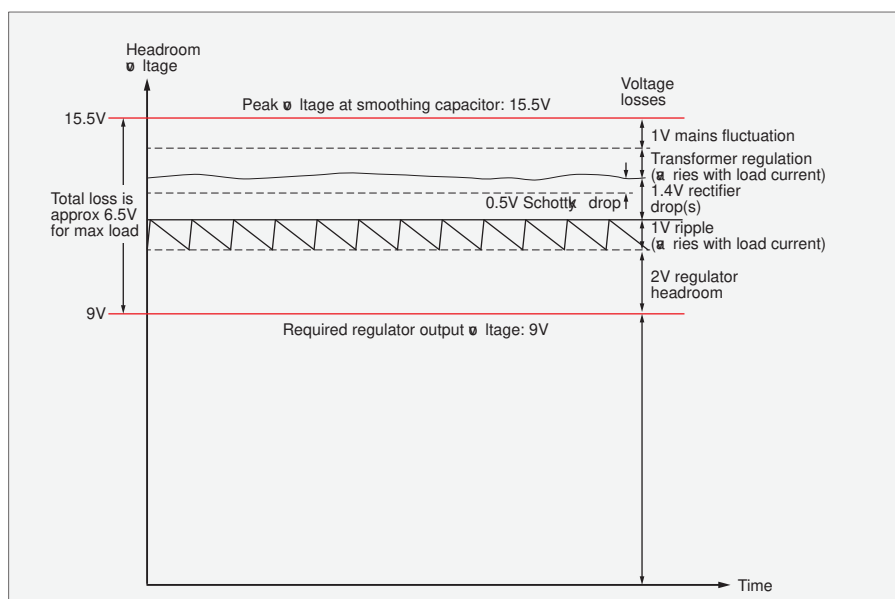 Headroom
voltage
15.5V
Peak voltage at smoothing capacitor: 15.5V
Voltage
losses
1V mains fluctuation
Transformer regulation
(varies with load current)
1.4V rectifier
drop(s)
0.5V Schottky drop
Total loss is
approx 6.5V
for max load
1V ripple
(varies with load current)
2V regulator
headroom
9V
Required regulator output voltage: 9V
Time